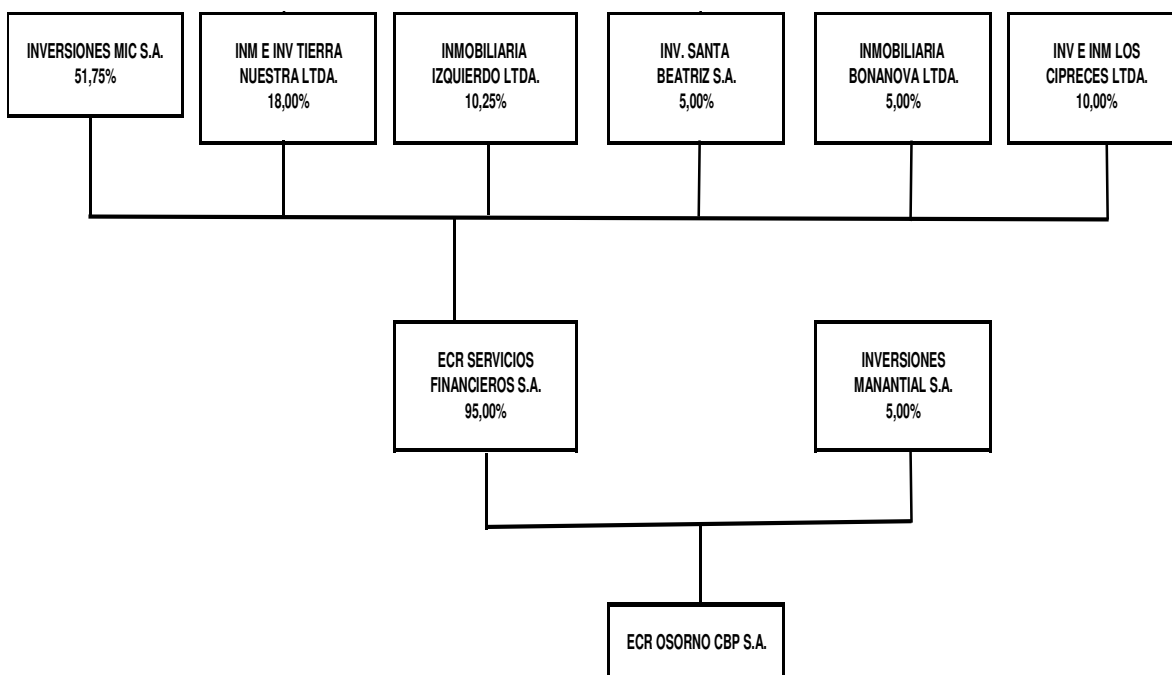 INVERSIONES MIC S.A.
51,75%
INM E INV TIERRA
NUESTRA LTDA.
18,00%
INMOBILIARIA
IZQUIERDO LTDA.
10,25%
INV. SANTA
BEATRIZ S.A.
5,00%
INMOBILIARIA
BONANOVA LTDA.
5,00%
INV E INM LOS
CIPRECES LTDA.
10,00%
ECR SERVICIOS
FINANCIEROS S.A.
95,00%
INVERSIONES
MANANTIAL S.A.
5,00%
ECR OSORNO CBP S.A.